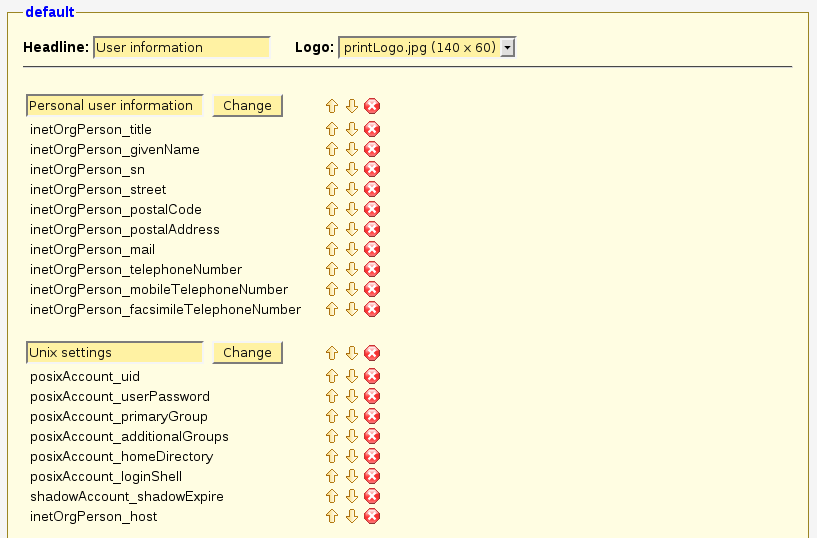 default
Headline: User information Logo: printLogo.jpg (140 x 60)
Personal user information Change
inetOrgPerson_title
inetOrgPerson_givenName
inetOrgPerson_sn
inetOrgPerson_street
inetOrgPerson_postalCode
inetOrgPerson_postalAddress
inetOrgPerson_mail
inetOrgPerson_telephoneNumber
inetOrgPerson_mobileTelephoneNumber
inetOrgPerson_facsimileTelephoneNumber
Unix settings Change
posixAccount_uid
posixAccount_userPassword
posixAccount_primaryGroup
posixAccount_additionalGroups
posixAccount_homeDirectory
posixAccount_loginShell
shadowAccount_shadowExpire
inetOrgPerson_host